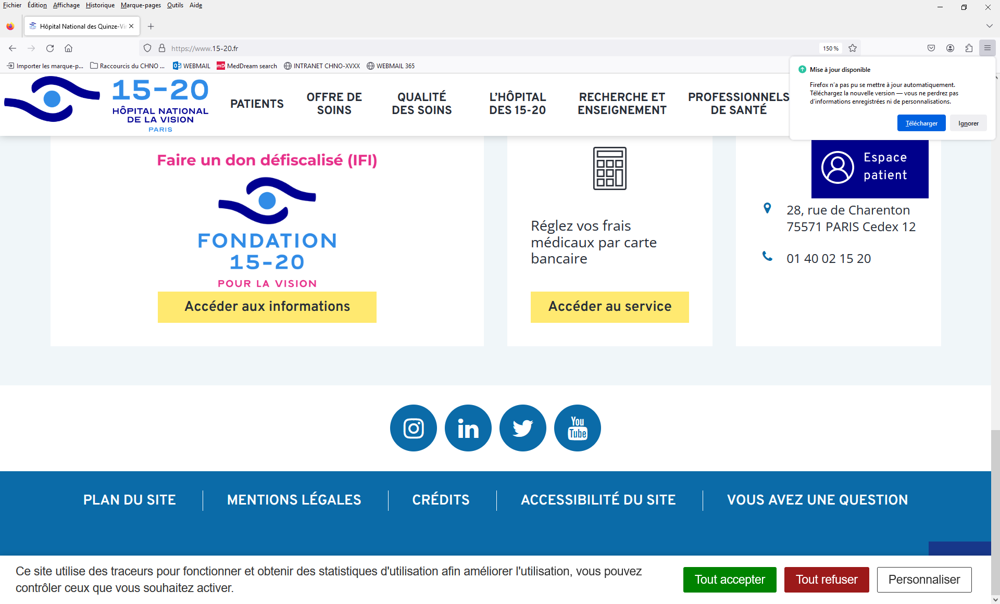 Fichier Édition Affichage Historique Marque-pages Outils Aide
Hôpital National des Quinze-Vi
https://www.15-20.fr
150 %
Importer les marque-p... Raccourcis du CHNO ... WEBMAIL MedDream search INTRANET CHNO-XVXX WEBMAIL 365
Mise à jour disponible
Firefox n’a pas pu se mettre à jour automatiquement.
Téléchargez la nouvelle version — vous ne perdrez pas
d’informations enregistrées ni de personnalisations.
Télécharger Ignorer
15-20
HÔPITAL NATIONAL
DE LA VISION
PARIS
PATIENTS
OFFRE DE
SOINS
QUALITÉ
DES SOINS
L’HÔPITAL
DES 15-20
RECHERCHE ET
ENSEIGNEMENT
PROFESSIONNELS
DE SANTÉ
Faire un don défiscalisé (IFI)
FONDATION
15-20
POUR LA VISION
Accéder aux informations
Réglez vos frais
médicaux par carte
bancaire
Accéder au service
Espace
patient
28, rue de Charenton
75571 PARIS Cedex 12
01 40 02 15 20
in
You
Tube
PLAN DU SITE MENTIONS LÉGALES CRÉDITS ACCESSIBILITÉ DU SITE VOUS AVEZ UNE QUESTION
Ce site utilise des traceurs pour fonctionner et obtenir des statistiques d'utilisation afin améliorer l'utilisation, vous pouvez
contrôler ceux que vous souhaitez activer.
Tout accepter Tout refuser Personnaliser